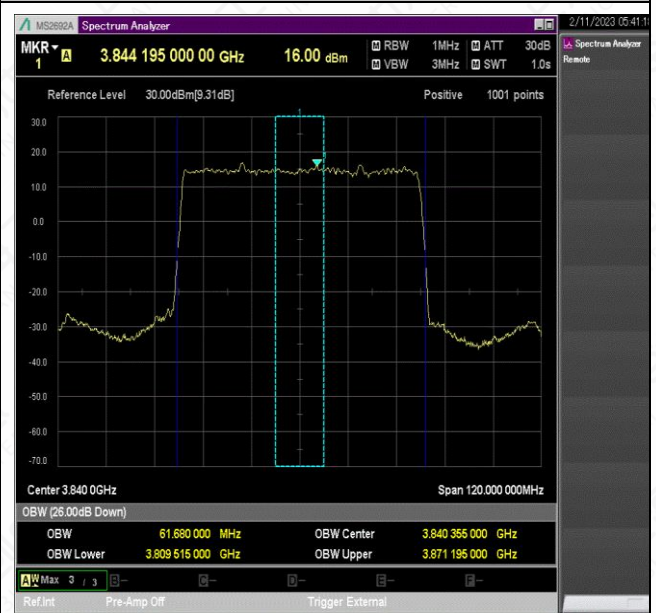 MS2692A Spectrum Analyzer
2/11/2023 05:41:1
MKR A 3.844 195 000 00 GHz 16.00 dBm M RBW 1MHz M ATT 30dB
1 M VBW 3MHz M SWT 1.0s
Spectrum Analyzer
Remote
Reference Level 30.00dBm[9.31dB] Positive 1001 points
1
30.0
20.0
10.0
0.0
-10.0
-20.0
-30.0
-40.0
-50.0
-60.0
-70.0
Center 3.840 0GHz Span 120.000 000MHz
OBW (26.00dB Down)
OBW 61.680 000 MHz OBW Center 3.840 355 000 GHz
OBW Lower 3.809 515 000 GHz OBW Upper 3.871 195 000 GHz
A W Max 3 / 3 B- C- D- E- F-
Ref.Int Pre-Amp Off Trigger External